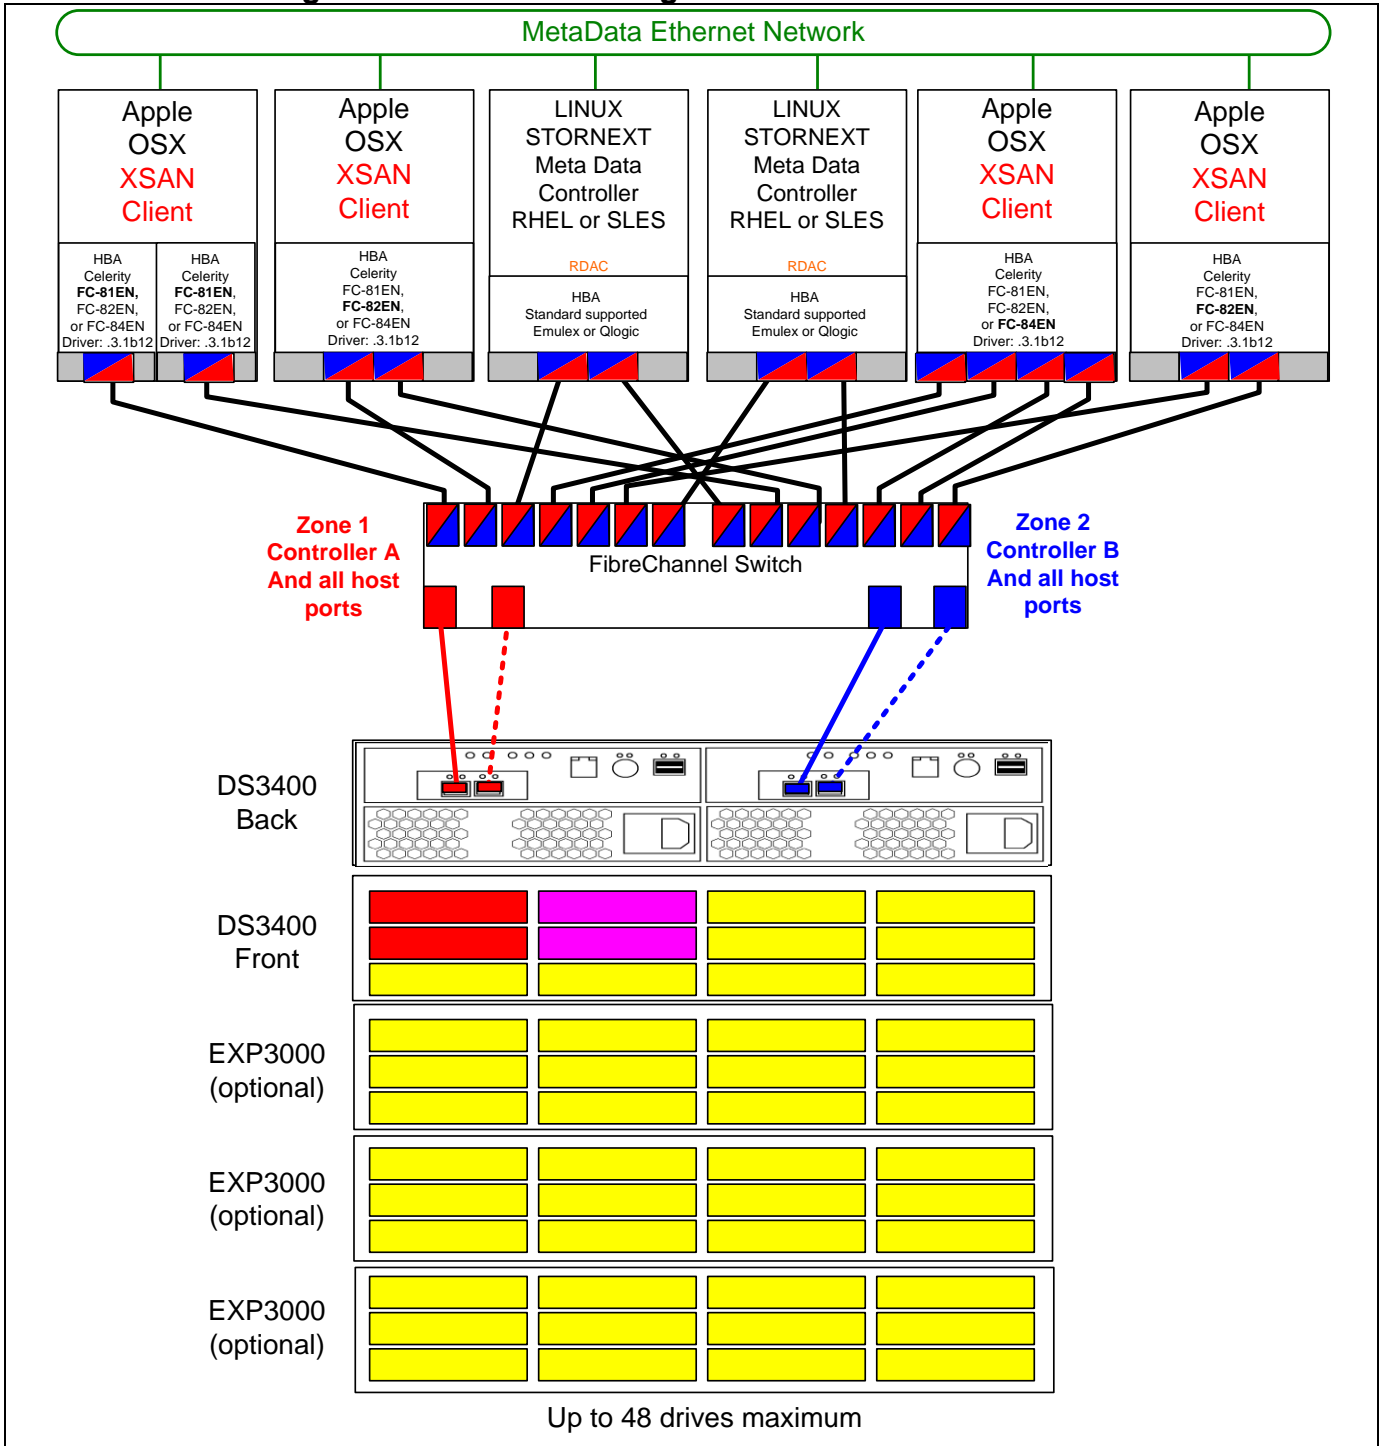 MetaData Ethernet Network
Apple
OSX
XSAN
Client
HBA
Celerity
FC-81EN,
FC-82EN,
or FC-84EN
Driver: .3.1b12
HBA
Celerity
FC-81EN,
FC-82EN,
or FC-84EN
Driver: .3.1b12
Apple
OSX
XSAN
Client
HBA
Celerity
FC-81EN,
FC-82EN,
or FC-84EN
Driver: .3.1b12
LINUX
STORNEXT
Meta Data
Controller
RHEL or SLES
RDAC
HBA
Standard supported
Emulex or Qlogic
LINUX
STORNEXT
Meta Data
Controller
RHEL or SLES
RDAC
HBA
Standard supported
Emulex or Qlogic
Apple
OSX
XSAN
Client
HBA
Celerity
FC-81EN,
FC-82EN,
or FC-84EN
Driver: .3.1b12
Apple
OSX
XSAN
Client
HBA
Celerity
FC-81EN,
FC-82EN,
or FC-84EN
Driver: .3.1b12
Zone 1
Controller A
And all host
ports
FibreChannel Switch
Zone 2
Controller B
And all host
ports
DS3400
Back
DS3400
Front
EXP3000
(optional)
EXP3000
(optional)
EXP3000
(optional)
Up to 48 drives maximum